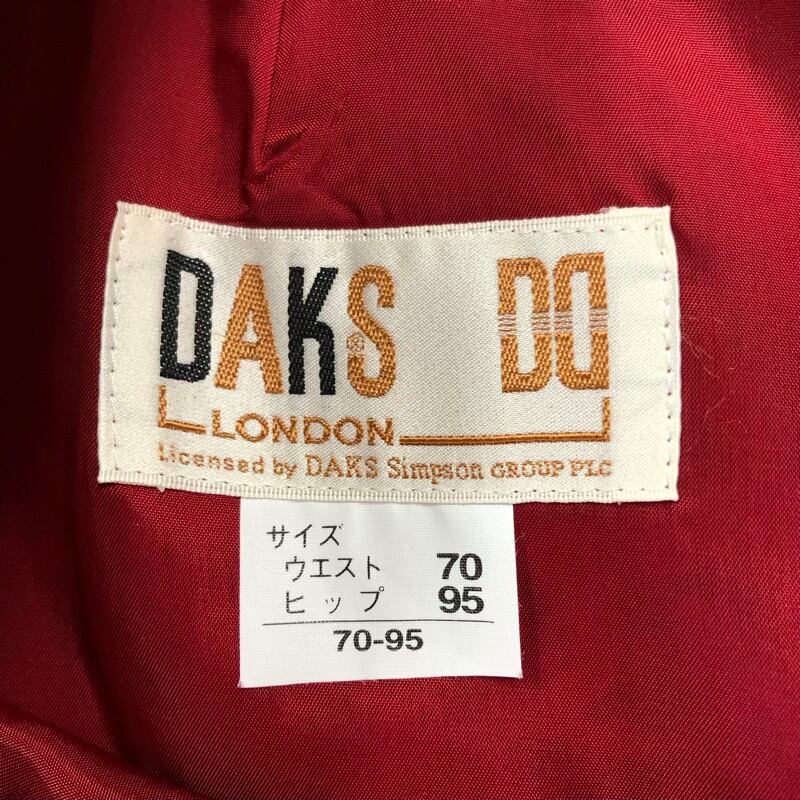 DAKS® DD
LONDON
Licensed by DAKS Simpson GROUP PLC
サイズ
ウエスト 70
ヒップ 95
70-95